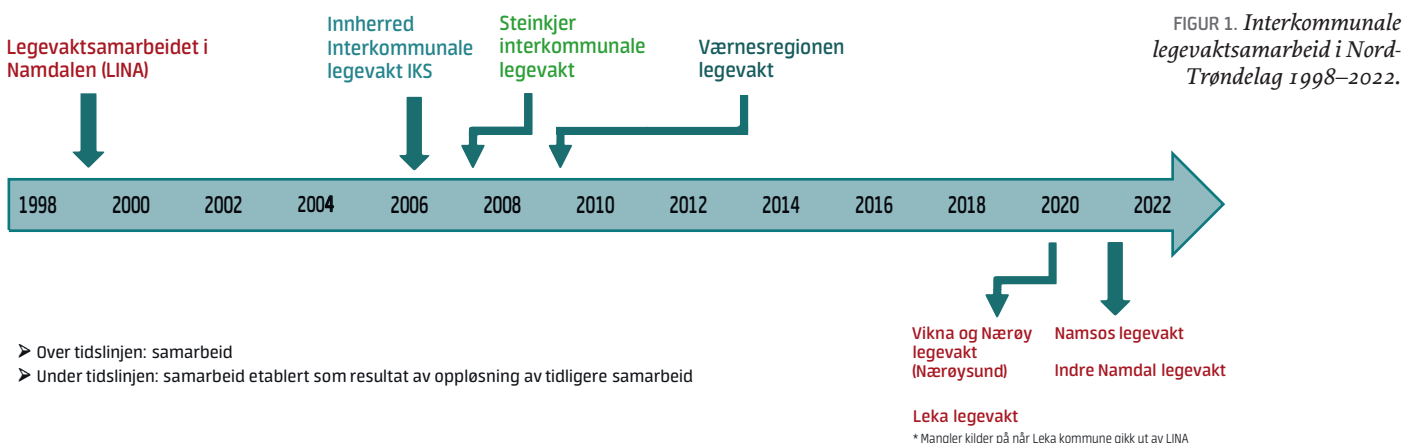 FIGUR 1. Interkommunale
legevaktsamarbeid i Nord-
Trøndelag 1998–2022.
Legevaktsamarbeidet i
Namdalen (LINA)
Innherred
Interkommunale
legevakt IKS
Steinkjer
interkommunale
legevakt
Værnesregionen
legevakt
1998 2000 2002 2004 2006 2008 2010 2012 2014 2016 2018 2020 2022
Vikna og Nærøy
legevakt
(Nærøysund)
Leka legevakt
* Mangler kilder på når Leka kommune gikk ut av LINA
Namsos legevakt
Indre Namdal legevakt
➢ Over tidslinjen: samarbeid
➢ Under tidslinjen: samarbeid etablert som resultat av oppløsning av tidligere samarbeid